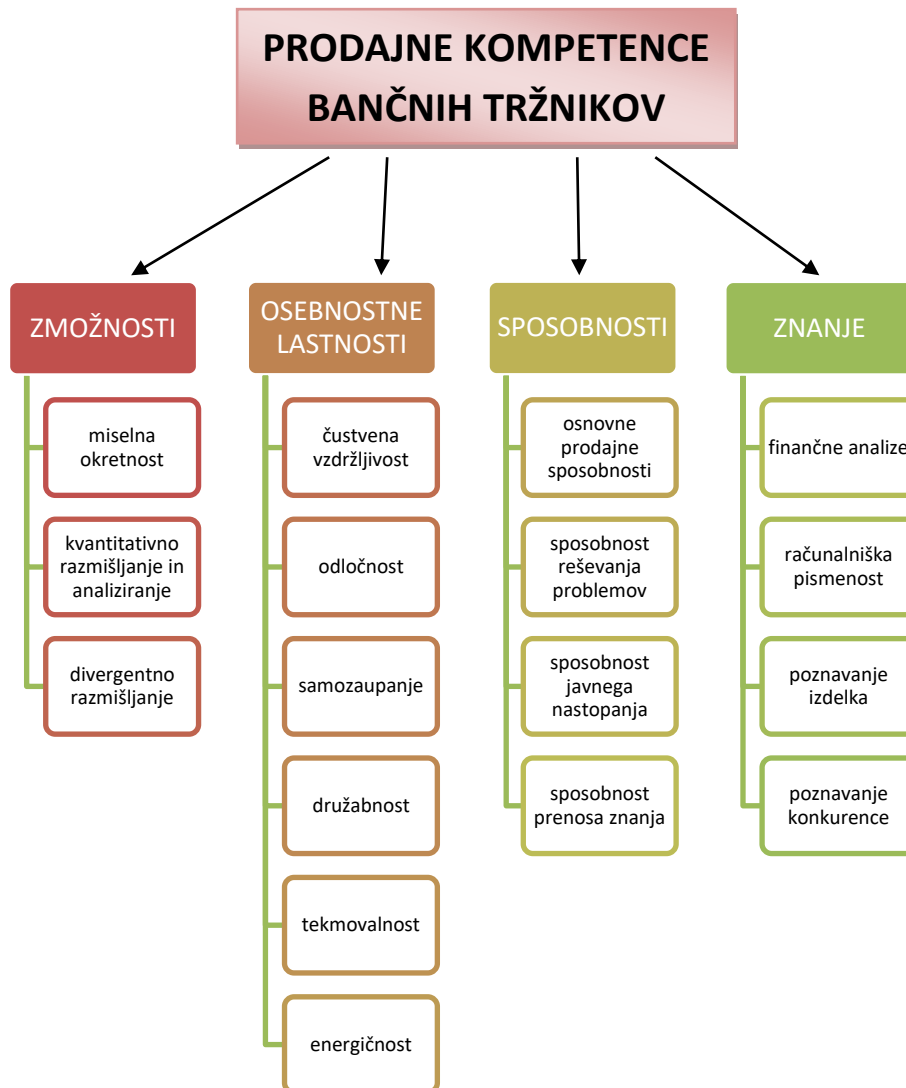 PRODAJNE KOMPETENCE
BANČNIH TRŽNIKOV
ZMOŽNOSTI
miselna
okretnost
kvantitativno
razmišljanje in
analiziranje
divergentno
razmišljanje
OSEBNOSTNE
LASTNOSTI
čustvena
vzdržljivost
odločnost
samozaupanje
družabnost
tekmovalnost
energičnost
SPOSOBNOSTI
osnovne
prodajne
sposobnosti
sposobnost
reševanja
problemov
sposobnost
javnega
nastopanja
sposobnost
prenosa znanja
ZNANJE
finančne analize
računalniška
pismenost
poznavanje
izdelka
poznavanje
konkurence